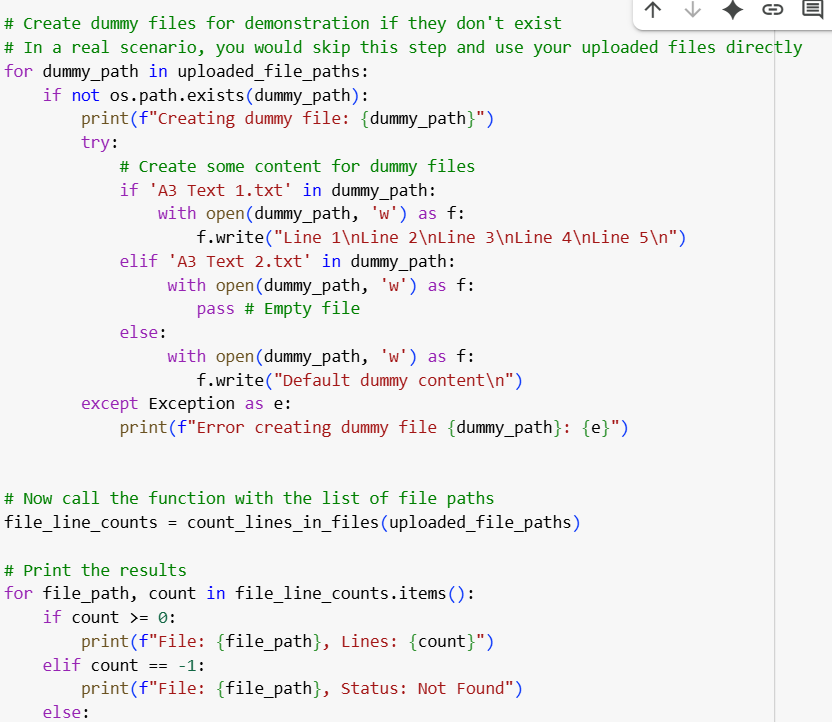 # Create dummy files for demonstration if they don't exist
# In a real scenario, you would skip this step and use your uploaded files directly
for dummy_path in uploaded_file_paths:
    if not os.path.exists(dummy_path):
        print(f"Creating dummy file: {dummy_path}")
        try:
            # Create some content for dummy files
            if 'A3 Text 1.txt' in dummy_path:
                with open(dummy_path, 'w') as f:
                    f.write("Line 1\nLine 2\nLine 3\nLine 4\nLine 5\n")
            elif 'A3 Text 2.txt' in dummy_path:
                 with open(dummy_path, 'w') as f:
                    pass # Empty file
            else:
                 with open(dummy_path, 'w') as f:
                    f.write("Default dummy content\n")
        except Exception as e:
            print(f"Error creating dummy file {dummy_path}: {e}")


# Now call the function with the list of file paths
file_line_counts = count_lines_in_files(uploaded_file_paths)

# Print the results
for file_path, count in file_line_counts.items():
    if count >= 0:
        print(f"File: {file_path}, Lines: {count}")
    elif count == -1:
        print(f"File: {file_path}, Status: Not Found")
    else: